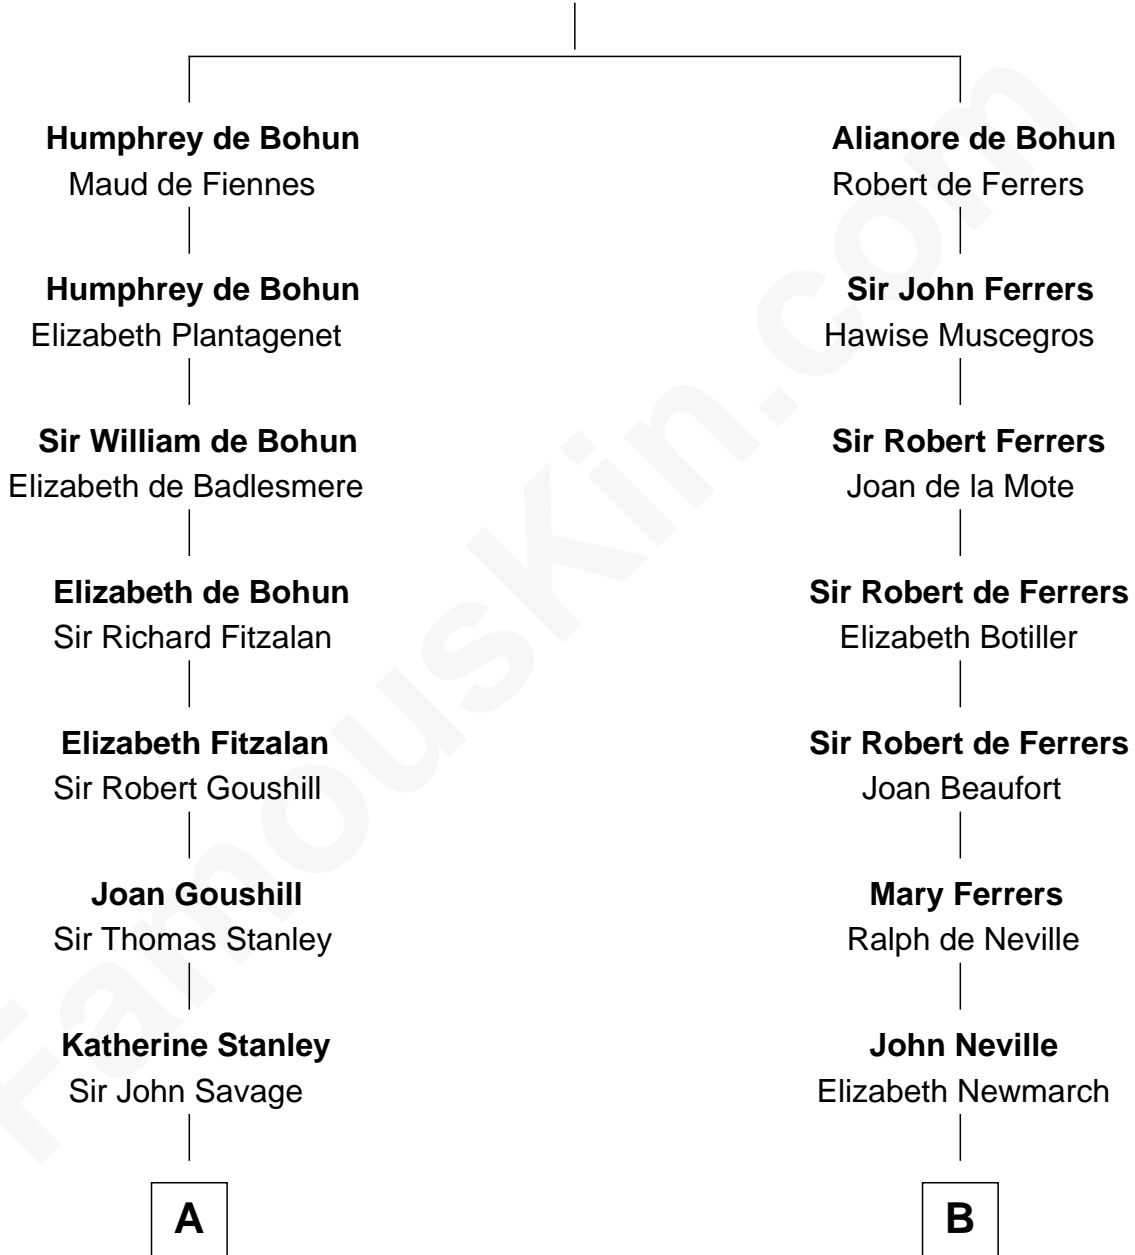 Humphrey de Bohun
Maud de Fiennes
Humphrey de Bohun
Elizabeth Plantagenet
Sir William de Bohun
Elizabeth de Badlesmere
Elizabeth de Bohun
Sir Richard Fitzalan
Elizabeth Fitzalan
Sir Robert Goushill
Joan Goushill
Sir Thomas Stanley
Katherine Stanley
Sir John Savage
A
Alianore de Bohun
Robert de Ferrers
Sir John Ferrers
Hawise Muscegros
Sir Robert Ferrers
Joan de la Mote
Sir Robert de Ferrers
Elizabeth Botiller
Sir Robert de Ferrers
Joan Beaufort
Mary Ferrers
Ralph de Neville
John Neville
Elizabeth Newmarch
B
FamousKin.com